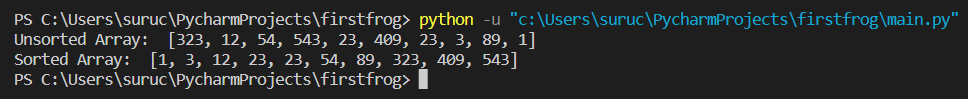 PS C:\Users\suruc\PycharmProjects\firstfrog> python -u "c:\Users\suruc\PycharmProjects\firstfrog\main.py"
Unsorted Array:  [323, 12, 54, 543, 23, 409, 23, 3, 89, 1]
Sorted Array:  [1, 3, 12, 23, 23, 54, 89, 323, 409, 543]
PS C:\Users\suruc\PycharmProjects\firstfrog>